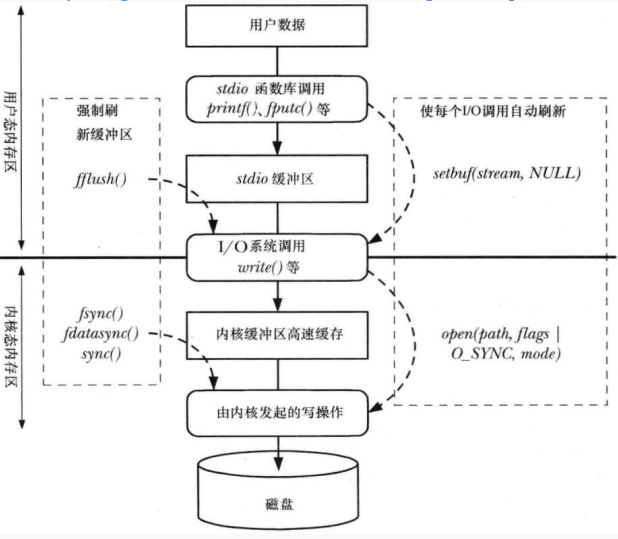 用户数据
stdio 函数库调用
printf()、fputc() 等
用户态内存区
强制刷
新缓冲区
fflush()
stdio 缓冲区
使每个I/O调用自动刷新
setbuf(stream, NULL)
I/O系统调用
write() 等
内核态内存区
fsync()
fdatasync()
sync()
内核缓冲区高速缓存
open(path, flags |
O_SYNC, mode)
由内核发起的写操作
磁盘